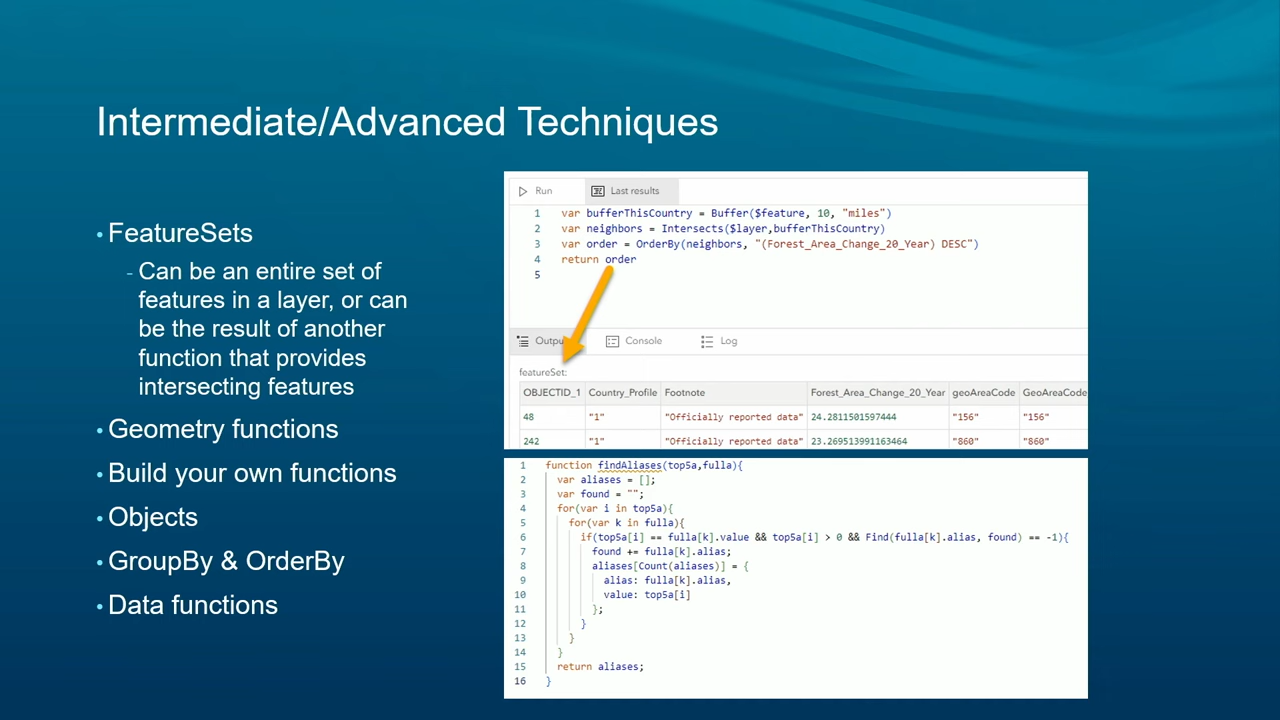 Intermediate/Advanced Techniques
• FeatureSets
- Can be an entire set of
features in a layer, or can
be the result of another
function that provides
intersecting features
• Geometry functions
• Build your own functions
• Objects
• GroupBy & OrderBy
• Data functions
Run Last results
1 var bufferThisCountry = Buffer($feature, 10, "miles")
2 var neighbors = Intersects($layer,bufferThisCountry)
3 var order = OrderBy(neighbors, "(Forest_Area_Change_20_Year) DESC")
4 return order
5
Outpu Console Log
featureSet:
OBJECTID_1 Country_Profile Footnote Forest_Area_Change_20_Year geoAreaCode GeoAreaCode
48 "1" "Officially reported data" 24.2811501597444 "156" "156"
242 "1" "Officially reported data" 23.269513991163464 "860" "860"
1 function findAliases(top5a,fulla){
2 var aliases = [];
3 var found = "";
4 for(var i in top5a){
5 for(var k in fulla){
6 if(top5a[i] == fulla[k].value && top5a[i] > 0 && Find(fulla[k].alias, found) == -1){
7 found += fulla[k].alias;
8 aliases[Count(aliases)] = {
9 alias: fulla[k].alias,
10 value: top5a[i]
11 };
12 }
13 }
14 }
15 return aliases;
16 }